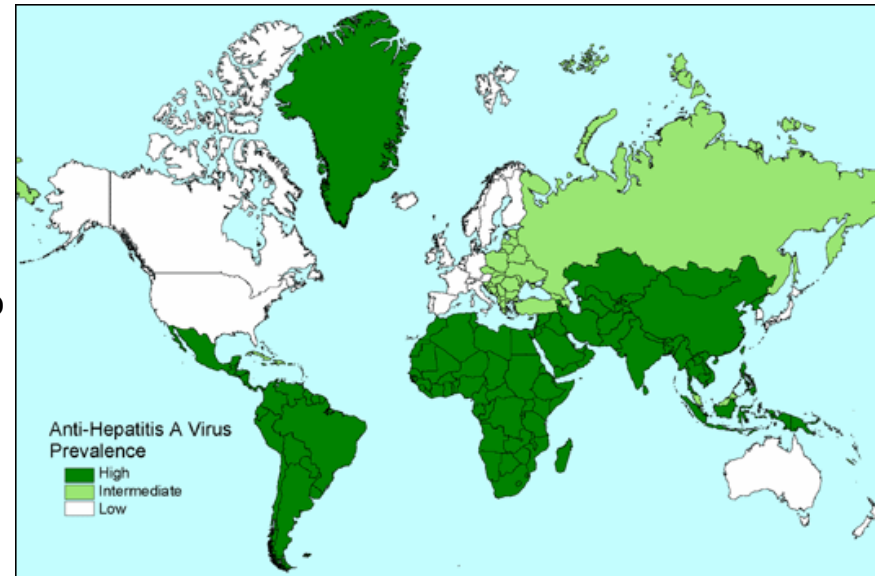 Anti-Hepatitis A Virus
Prevalence
High
Intermediate
Low